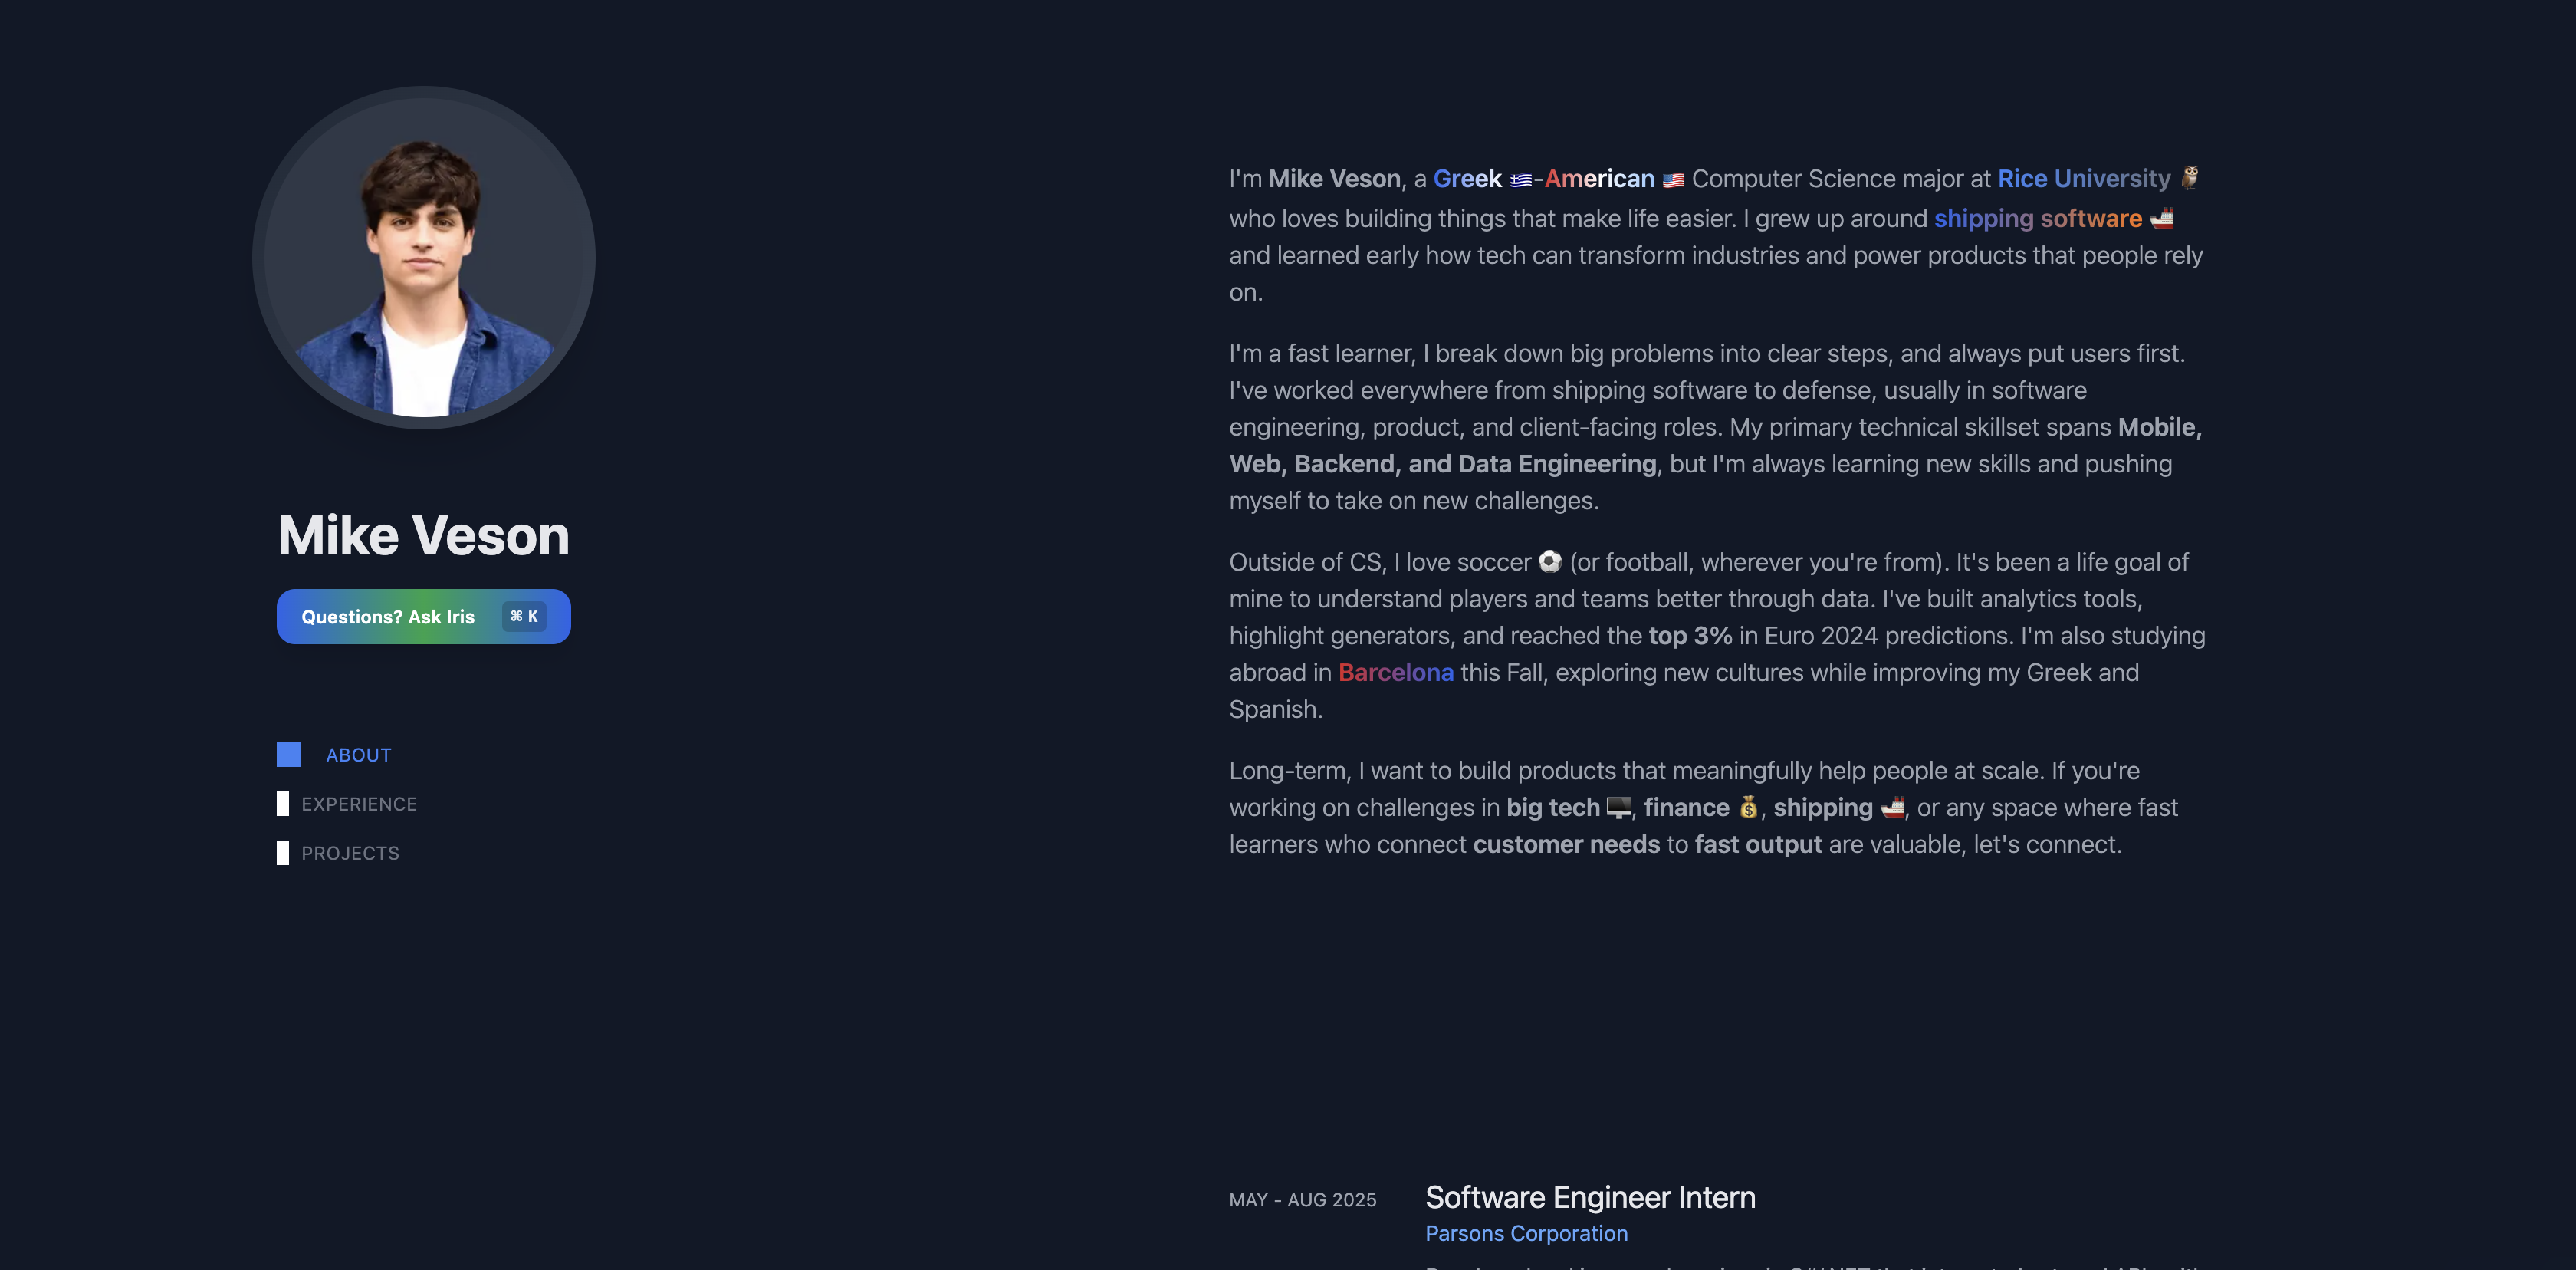 Mike Veson
Questions? Ask Iris ⌘ K
ABOUT
EXPERIENCE
PROJECTS
I'm Mike Veson, a Greek 🇬🇷-American 🇺🇸 Computer Science major at Rice University 🦉
who loves building things that make life easier. I grew up around shipping software 🚢
and learned early how tech can transform industries and power products that people rely
on.
I'm a fast learner, I break down big problems into clear steps, and always put users first.
I've worked everywhere from shipping software to defense, usually in software
engineering, product, and client-facing roles. My primary technical skillset spans Mobile,
Web, Backend, and Data Engineering, but I'm always learning new skills and pushing
myself to take on new challenges.
Outside of CS, I love soccer ⚽ (or football, wherever you're from). It's been a life goal of
mine to understand players and teams better through data. I've built analytics tools,
highlight generators, and reached the top 3% in Euro 2024 predictions. I'm also studying
abroad in Barcelona this Fall, exploring new cultures while improving my Greek and
Spanish.
Long-term, I want to build products that meaningfully help people at scale. If you're
working on challenges in big tech 🖥️, finance 💰, shipping 🚢, or any space where fast
learners who connect customer needs to fast output are valuable, let's connect.
MAY - AUG 2025
Software Engineer Intern
Parsons Corporation